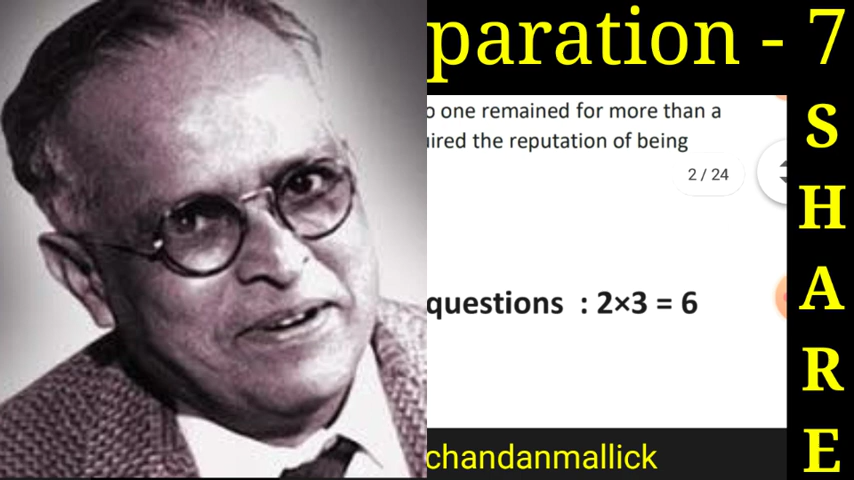 paration - 7
one remained for more than a
ired the reputation of being
2 / 24
questions : 2×3 = 6
chandanmallick
SHARE